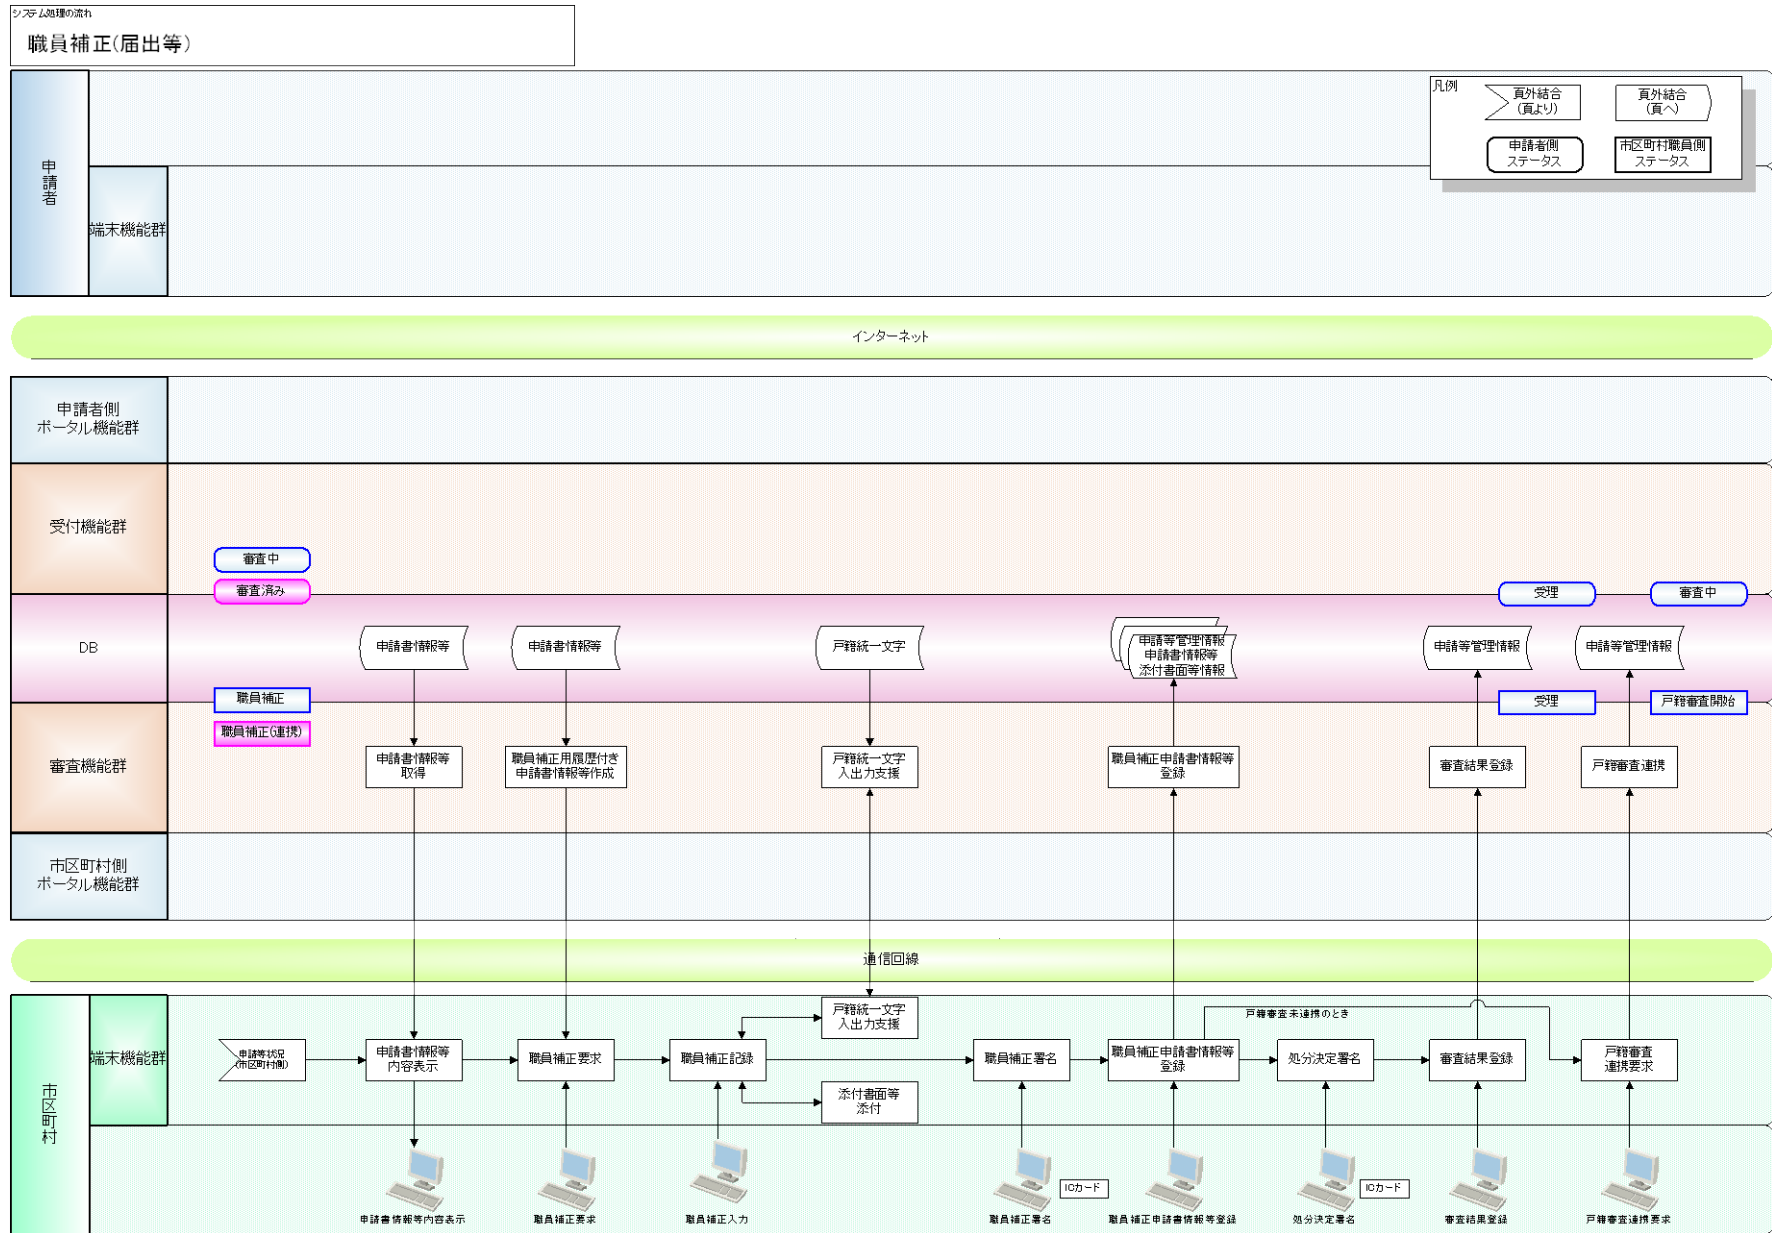 システム処理の流れ
職員補正(届出等)
凡例
頁外結合
(頁より)
頁外結合
(頁へ)
申請者側
ステータス
市区町村職員側
ステータス
申請者
端末機能群
インターネット
申請者側
ポータル機能群
受付機能群
審査中
審査済み
受理
審査中
DB
申請書情報等
申請書情報等
戸籍統一文字
申請等管理情報
申請書情報等
添付書面等情報
申請等管理情報
申請等管理情報
職員補正
職員補正(連携)
受理
戸籍審査開始
審査機能群
申請書情報等
取得
職員補正用履歴付き
申請書情報等作成
戸籍統一文字
入出力支援
職員補正申請書情報等
登録
審査結果登録
戸籍審査連携
市区町村側
ポータル機能群
通信回線
市区町村
端末機能群
戸籍統一文字
入出力支援
戸籍審査未連携のとき
申請等状況
(市区町村側)
申請書情報等
内容表示
職員補正要求
職員補正記録
職員補正署名
職員補正申請書情報等
登録
処分決定署名
審査結果登録
戸籍審査
連携要求
添付書面等
添付
ICカード
ICカード
申請書情報等内容表示
職員補正要求
職員補正入力
職員補正署名
職員補正申請書情報等登録
処分決定署名
審査結果登録
戸籍審査連携要求